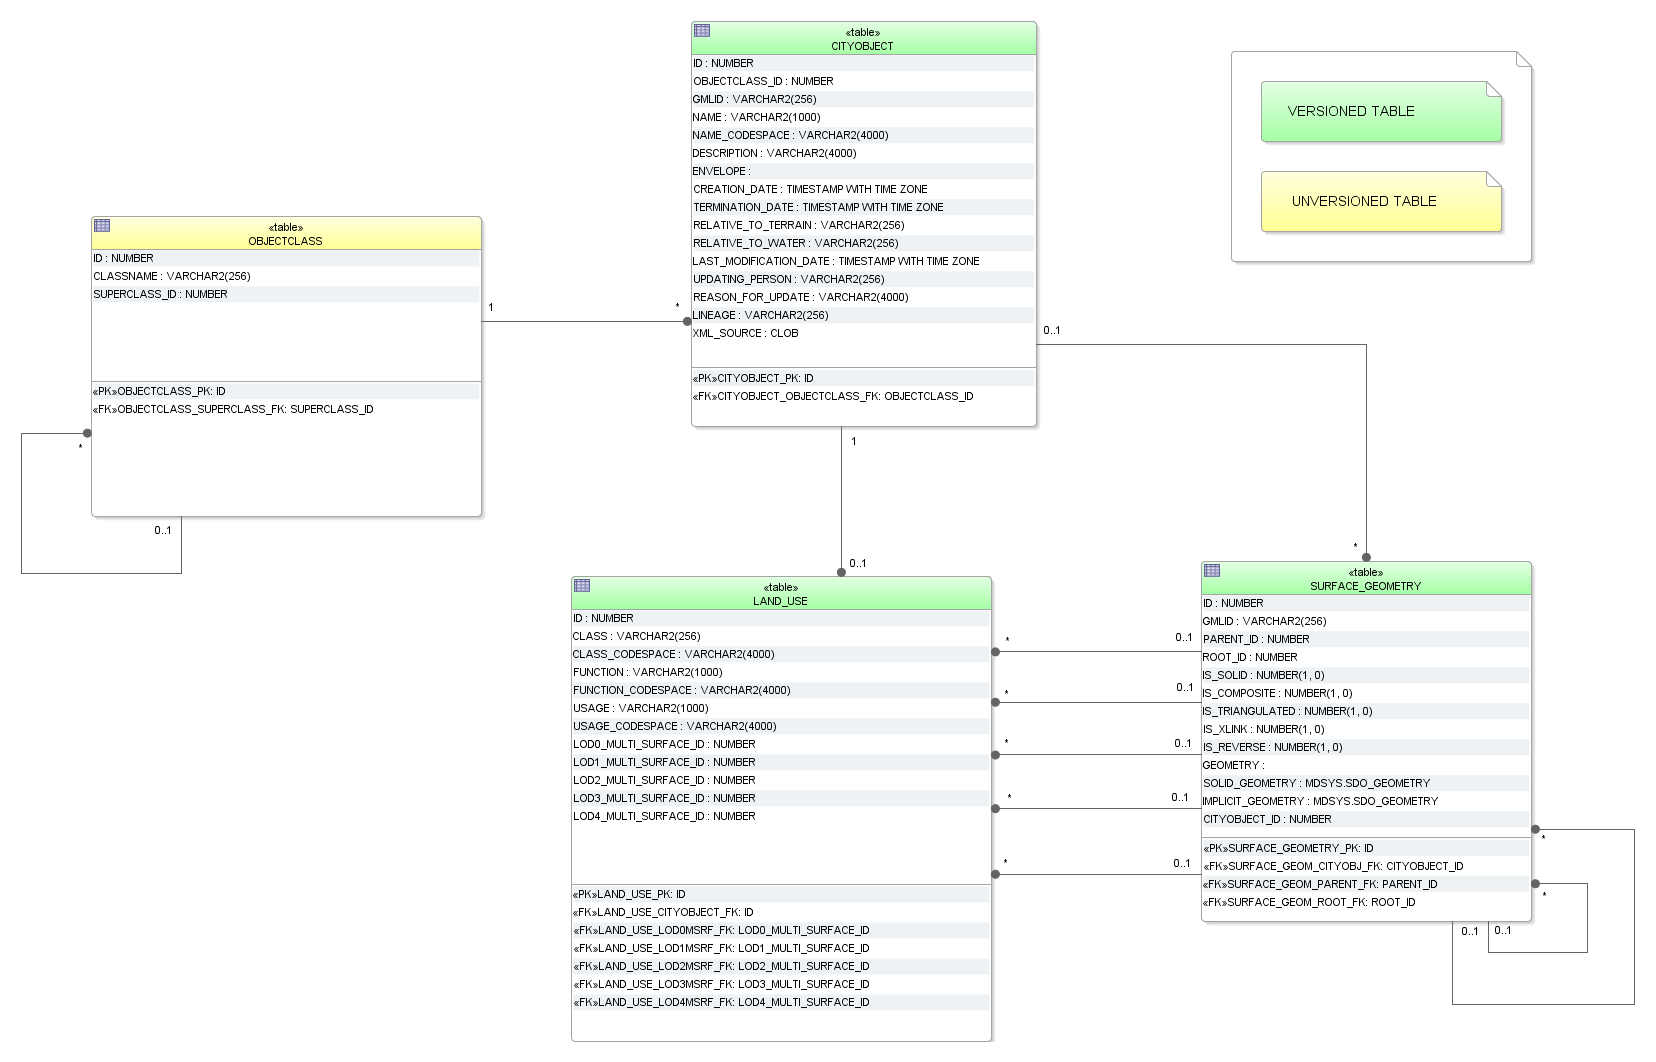 «table»
CITYOBJECT
ID : NUMBER
OBJECTCLASS_ID : NUMBER
GMLID : VARCHAR2(256)
NAME : VARCHAR2(1000)
NAME_CODESPACE : VARCHAR2(4000)
DESCRIPTION : VARCHAR2(4000)
ENVELOPE :
CREATION_DATE : TIMESTAMP WITH TIME ZONE
TERMINATION_DATE : TIMESTAMP WITH TIME ZONE
RELATIVE_TO_TERRAIN : VARCHAR2(256)
RELATIVE_TO_WATER : VARCHAR2(256)
LAST_MODIFICATION_DATE : TIMESTAMP WITH TIME ZONE
UPDATING_PERSON : VARCHAR2(256)
REASON_FOR_UPDATE : VARCHAR2(4000)
LINEAGE : VARCHAR2(256)
XML_SOURCE : CLOB
«PK»CITYOBJECT_PK: ID
«FK»CITYOBJECT_OBJECTCLASS_FK: OBJECTCLASS_ID
VERSIONED TABLE
UNVERSIONED TABLE
«table»
OBJECTCLASS
ID : NUMBER
CLASSNAME : VARCHAR2(256)
SUPERCLASS_ID : NUMBER
«PK»OBJECTCLASS_PK: ID
«FK»OBJECTCLASS_SUPERCLASS_FK: SUPERCLASS_ID
1
*
0..1
*
0..1
1
0..1
*
«table»
LAND_USE
ID : NUMBER
CLASS : VARCHAR2(256)
CLASS_CODESPACE : VARCHAR2(4000)
FUNCTION : VARCHAR2(1000)
FUNCTION_CODESPACE : VARCHAR2(4000)
USAGE : VARCHAR2(1000)
USAGE_CODESPACE : VARCHAR2(4000)
LOD0_MULTI_SURFACE_ID : NUMBER
LOD1_MULTI_SURFACE_ID : NUMBER
LOD2_MULTI_SURFACE_ID : NUMBER
LOD3_MULTI_SURFACE_ID : NUMBER
LOD4_MULTI_SURFACE_ID : NUMBER
«PK»LAND_USE_PK: ID
«FK»LAND_USE_CITYOBJECT_FK: ID
«FK»LAND_USE_LOD0MSRF_FK: LOD0_MULTI_SURFACE_ID
«FK»LAND_USE_LOD1MSRF_FK: LOD1_MULTI_SURFACE_ID
«FK»LAND_USE_LOD2MSRF_FK: LOD2_MULTI_SURFACE_ID
«FK»LAND_USE_LOD3MSRF_FK: LOD3_MULTI_SURFACE_ID
«FK»LAND_USE_LOD4MSRF_FK: LOD4_MULTI_SURFACE_ID
* 0..1
* 0..1
* 0..1
* 0..1
* 0..1
«table»
SURFACE_GEOMETRY
ID : NUMBER
GMLID : VARCHAR2(256)
PARENT_ID : NUMBER
ROOT_ID : NUMBER
IS_SOLID : NUMBER(1, 0)
IS_COMPOSITE : NUMBER(1, 0)
IS_TRIANGULATED : NUMBER(1, 0)
IS_XLINK : NUMBER(1, 0)
IS_REVERSE : NUMBER(1, 0)
GEOMETRY :
SOLID_GEOMETRY : MDSYS.SDO_GEOMETRY
IMPLICIT_GEOMETRY : MDSYS.SDO_GEOMETRY
CITYOBJECT_ID : NUMBER
«PK»SURFACE_GEOMETRY_PK: ID
«FK»SURFACE_GEOM_CITYOBJ_FK: CITYOBJECT_ID
«FK»SURFACE_GEOM_PARENT_FK: PARENT_ID
«FK»SURFACE_GEOM_ROOT_FK: ROOT_ID
*
*
0..1
0..1